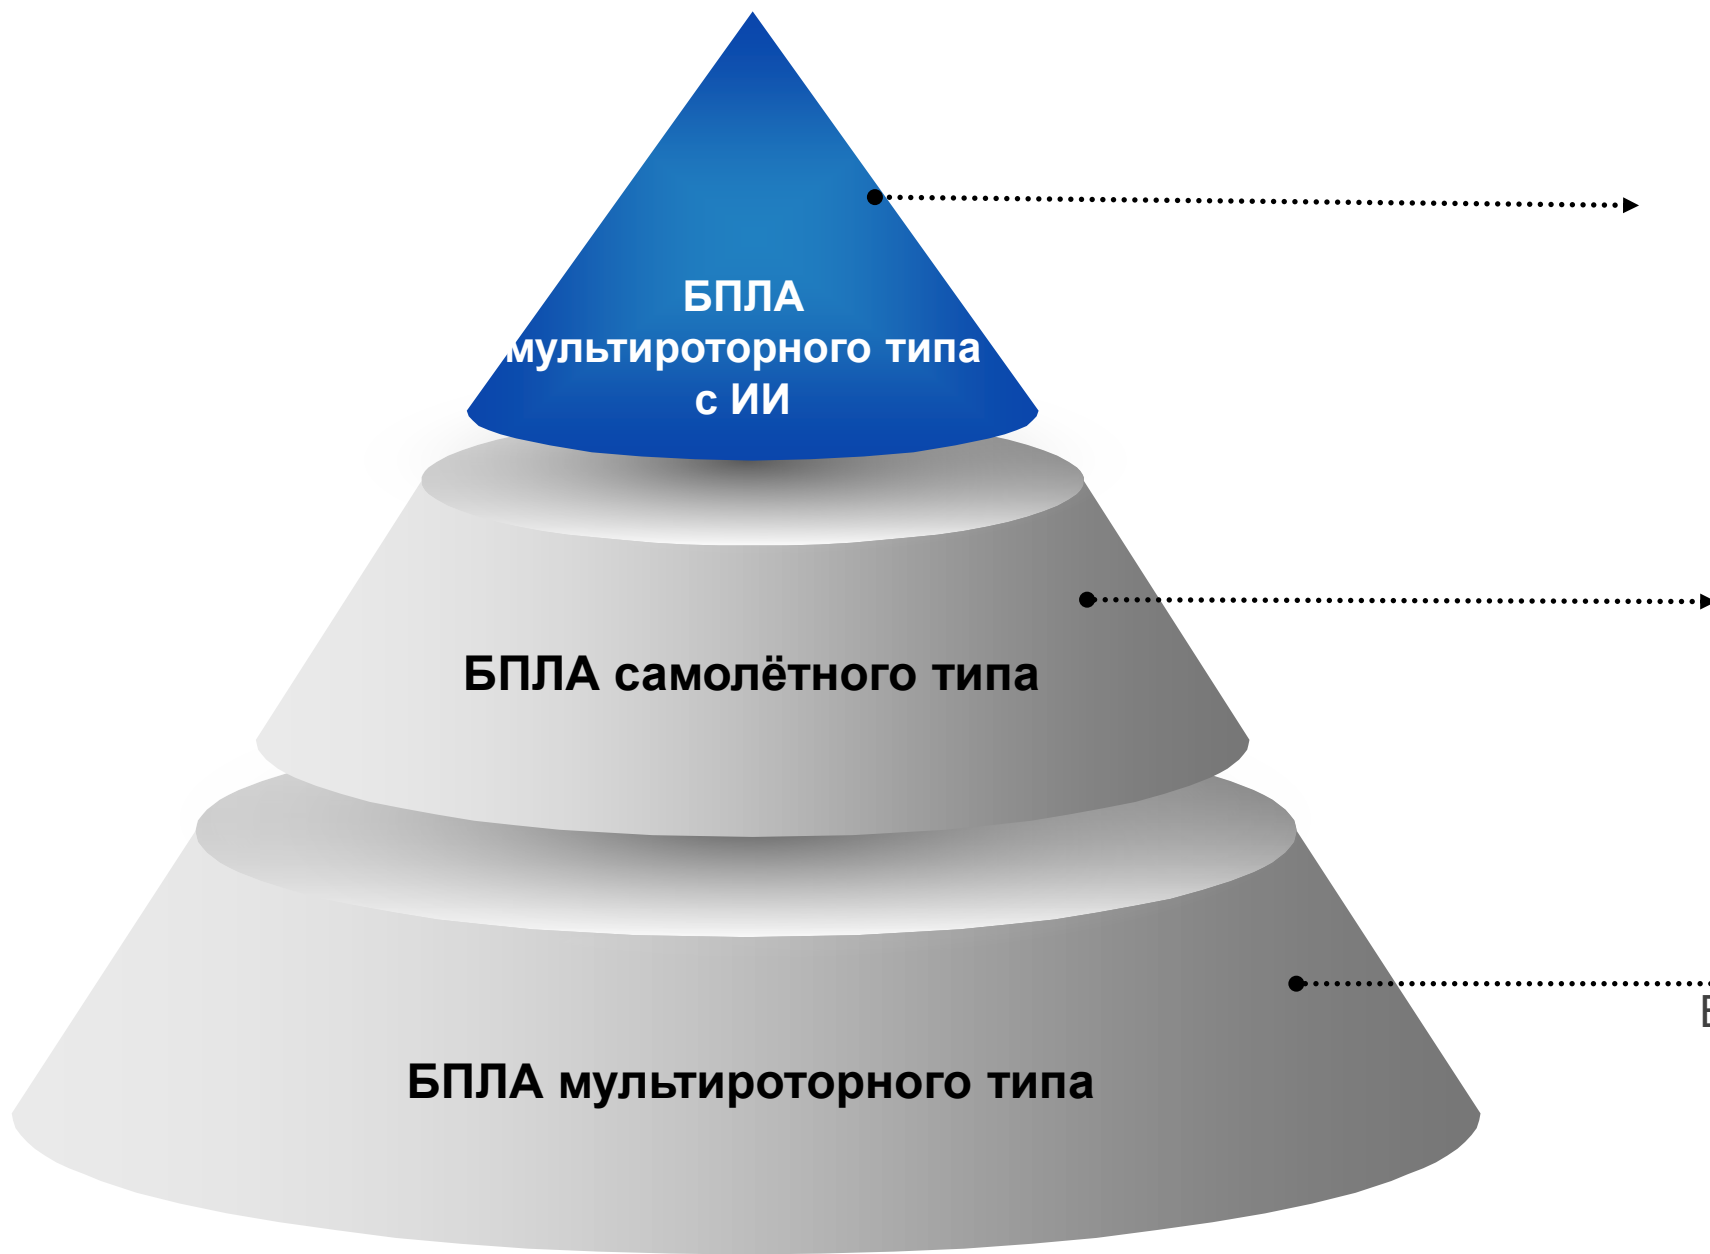 БПЛА
мультироторного типа
с ИИ
БПЛА самолётного типа
БПЛА мультироторного типа